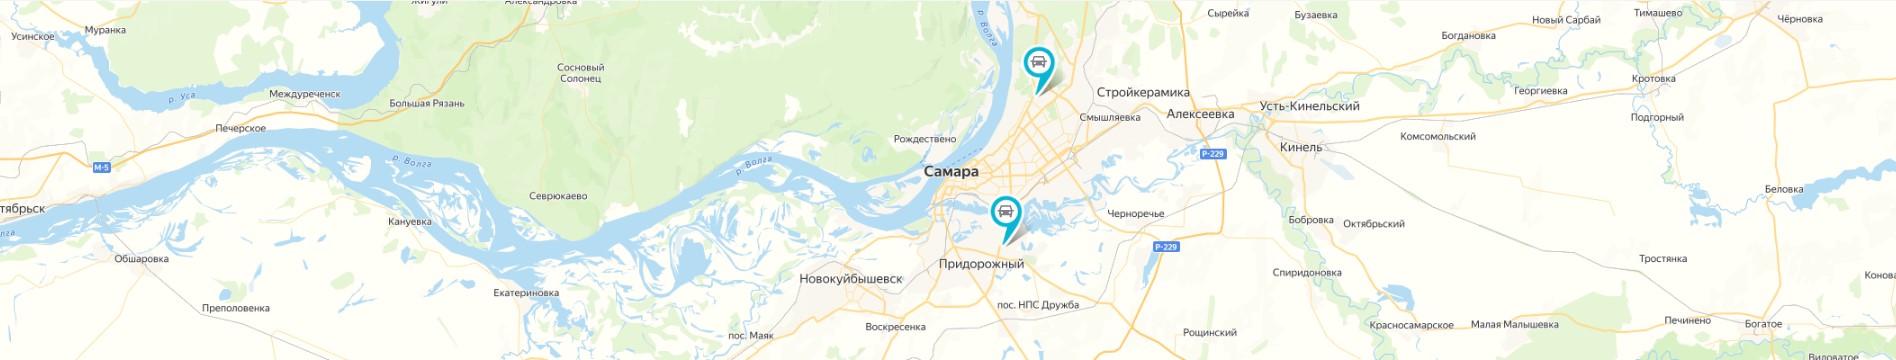 Жигули
Александровка
р. Волга
Сырейка
Бузаевка
Новый Сарбай
Тимашево
Чёрновка
Усинское
Муранка
Богдановка
Сосновый
Солонец
Кротовка
р. Уса
Междуреченск
Большая Рязань
Стройкерамика
Георгиевка
Усть-Кинельский
Алексеевка
Смышляевка
Подгорный
Печерское
Рождествено
Комсомольский
Кинель
М-5
р. Волга
р. Волга
Р-229
Самара
Беловка
Севрюкаево
тябрьск
Кануевка
Черноречье
Бобровка
Октябрьский
лга
Р-229
Обшаровка
Придорожный
Тростянка
Новокуйбышевск
Спиридоновка
Конова
Екатериновка
Преполовенка
пос. НПС Дружба
Воскресенка
пос. Маяк
Рощинский
Красносамарское
Малая Малышевка
Печинено
Богатое
Виловатое